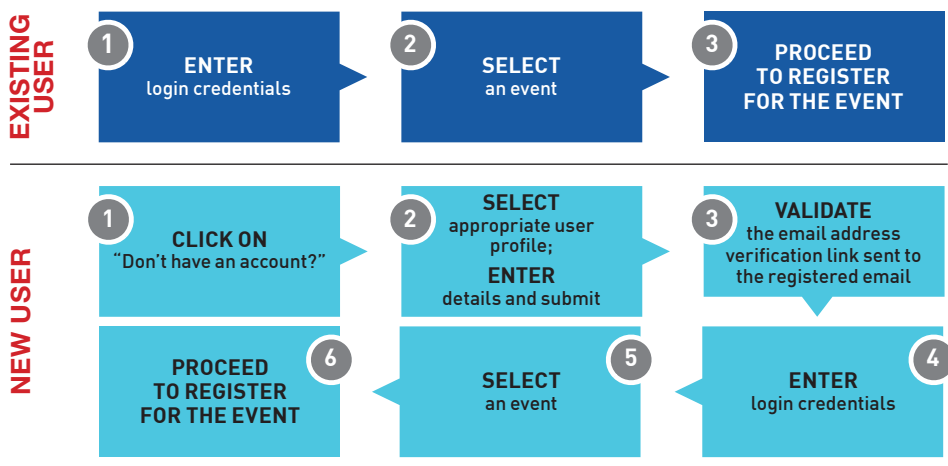 EXISTING
USER
1
ENTER
login credentials
2
SELECT
an event
3
PROCEED
TO REGISTER
FOR THE EVENT
NEW USER
1
CLICK ON
“Don’t have an account?”
2
SELECT
appropriate user
profile;
ENTER
details and submit
3
VALIDATE
the email address
verification link sent to
the registered email
4
ENTER
login credentials
5
SELECT
an event
6
PROCEED
TO REGISTER
FOR THE EVENT